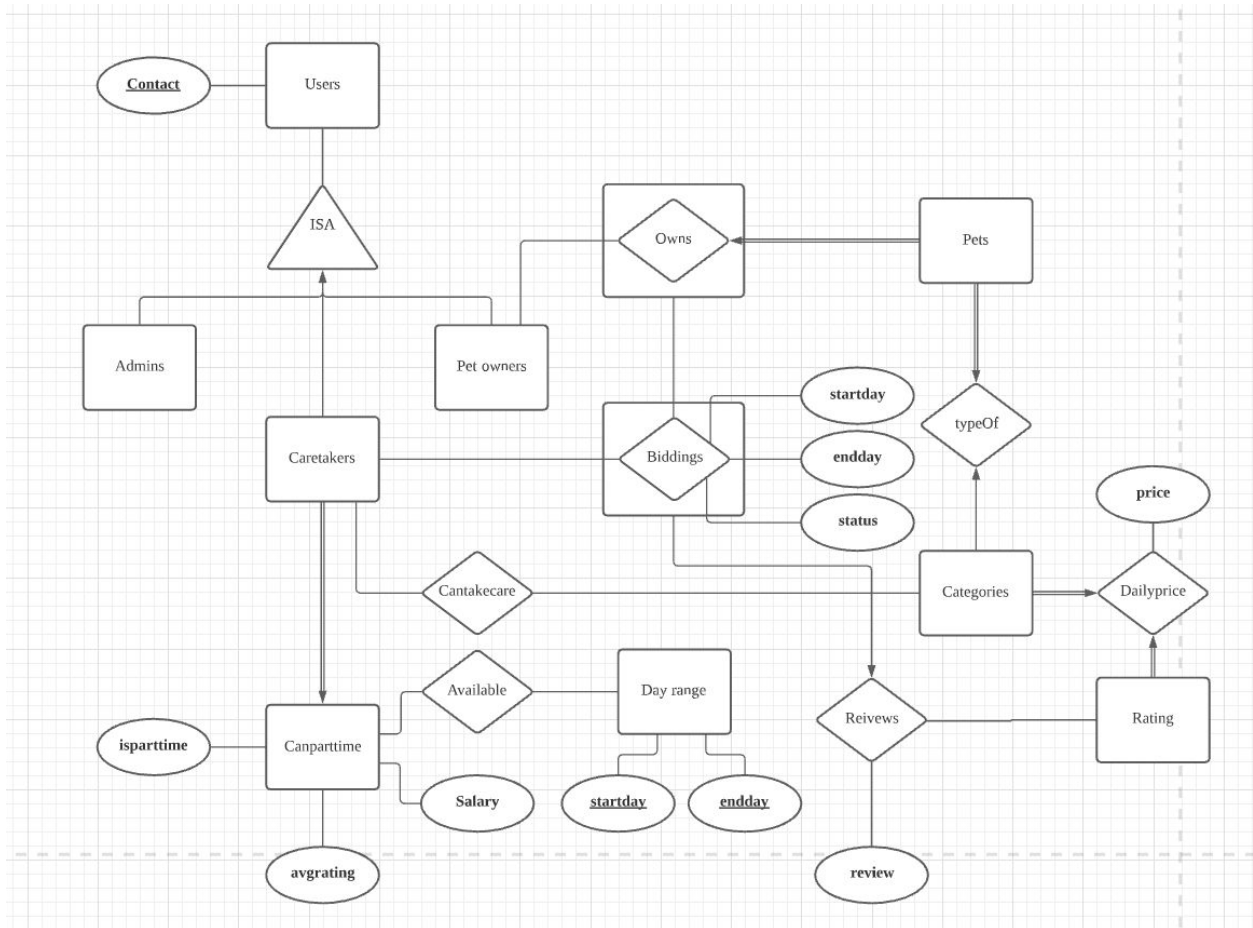 Contact
Users
ISA
Owns
Pets
Admins
Pet owners
startday
typeOf
Caretakers
Biddings
endday
price
status
Cantakecare
Categories
Dailyprice
Available
Day range
Reivews
Rating
isparttime
Canparttime
Salary
startday
endday
avgrating
review